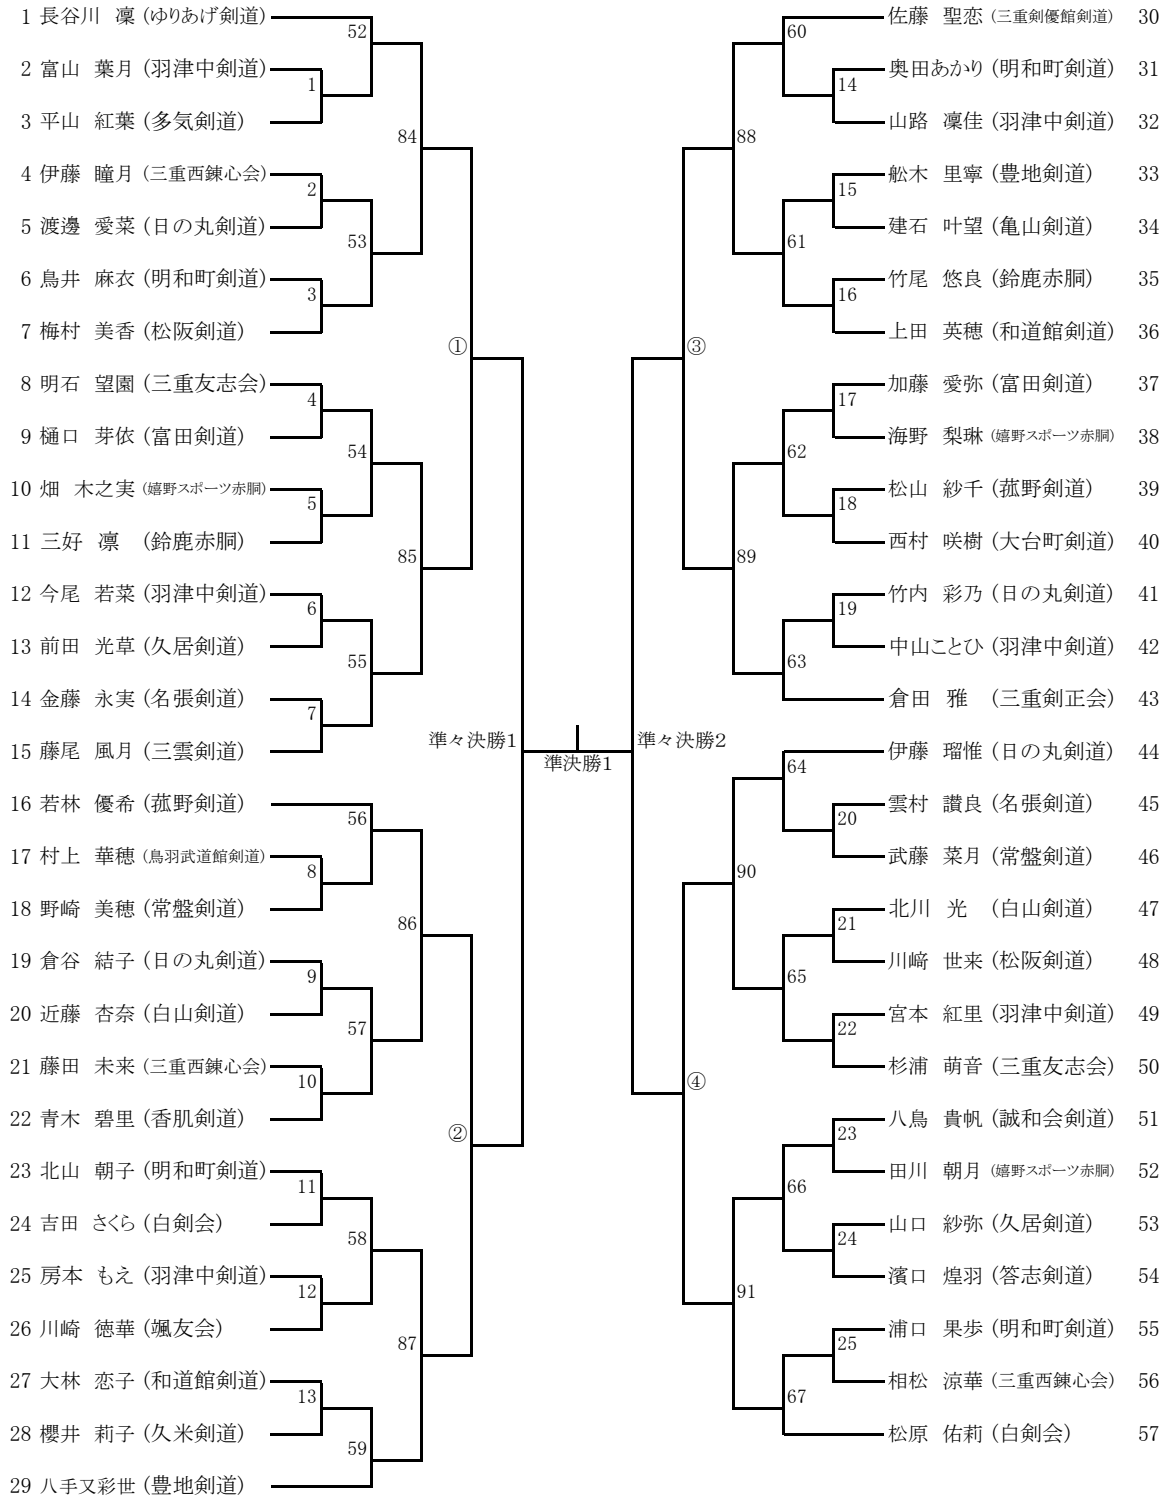 1 長谷川 凜 (ゆりあげ剣道)
2 富山 葉月 (羽津中剣道)
3 平山 紅葉 (多気剣道)
4 伊藤 瞳月 (三重西錬心会)
5 渡邊 愛菜 (日の丸剣道)
6 鳥井 麻衣 (明和町剣道)
7 梅村 美香 (松阪剣道)
8 明石 望園 (三重友志会)
9 樋口 芽依 (富田剣道)
10 畑 木之実 (嬉野スポーツ赤胴)
11 三好 凛 (鈴鹿赤胴)
12 今尾 若菜 (羽津中剣道)
13 前田 光草 (久居剣道)
14 金藤 永実 (名張剣道)
15 藤尾 風月 (三雲剣道)
16 若林 優希 (菰野剣道)
17 村上 華穂 (鳥羽武道館剣道)
18 野崎 美穂 (常盤剣道)
19 倉谷 結子 (日の丸剣道)
20 近藤 杏奈 (白山剣道)
21 藤田 未来 (三重西錬心会)
22 青木 碧里 (香肌剣道)
23 北山 朝子 (明和町剣道)
24 吉田 さくら (白剣会)
25 房本 もえ (羽津中剣道)
26 川崎 徳華 (颯友会)
27 大林 恋子 (和道館剣道)
28 櫻井 莉子 (久米剣道)
29 八手又彩世 (豊地剣道)
52
1
84
2
53
3
①
4
54
5
85
6
55
7
準々決勝1
56
8
86
9
57
10
②
11
58
12
87
13
59
準決勝1
60
14
88
15
61
16
③
17
62
18
89
19
63
準々決勝2
64
20
90
21
65
22
④
23
66
24
91
25
67
佐藤 聖恋 (三重剣優館剣道) 30
奥田あかり (明和町剣道) 31
山路 凜佳 (羽津中剣道) 32
舩木 里寧 (豊地剣道) 33
建石 叶望 (亀山剣道) 34
竹尾 悠良 (鈴鹿赤胴) 35
上田 英穂 (和道館剣道) 36
加藤 愛弥 (富田剣道) 37
海野 梨琳 (嬉野スポーツ赤胴) 38
松山 紗千 (菰野剣道) 39
西村 咲樹 (大台町剣道) 40
竹内 彩乃 (日の丸剣道) 41
中山ことひ (羽津中剣道) 42
倉田 雅 (三重剣正会) 43
伊藤 瑠惟 (日の丸剣道) 44
雲村 讃良 (名張剣道) 45
武藤 菜月 (常盤剣道) 46
北川 光 (白山剣道) 47
川﨑 世来 (松阪剣道) 48
宮本 紅里 (羽津中剣道) 49
杉浦 萌音 (三重友志会) 50
八鳥 貴帆 (誠和会剣道) 51
田川 朝月 (嬉野スポーツ赤胴) 52
山口 紗弥 (久居剣道) 53
濱口 煌羽 (答志剣道) 54
浦口 果歩 (明和町剣道) 55
相松 涼華 (三重西錬心会) 56
松原 佑莉 (白剣会) 57